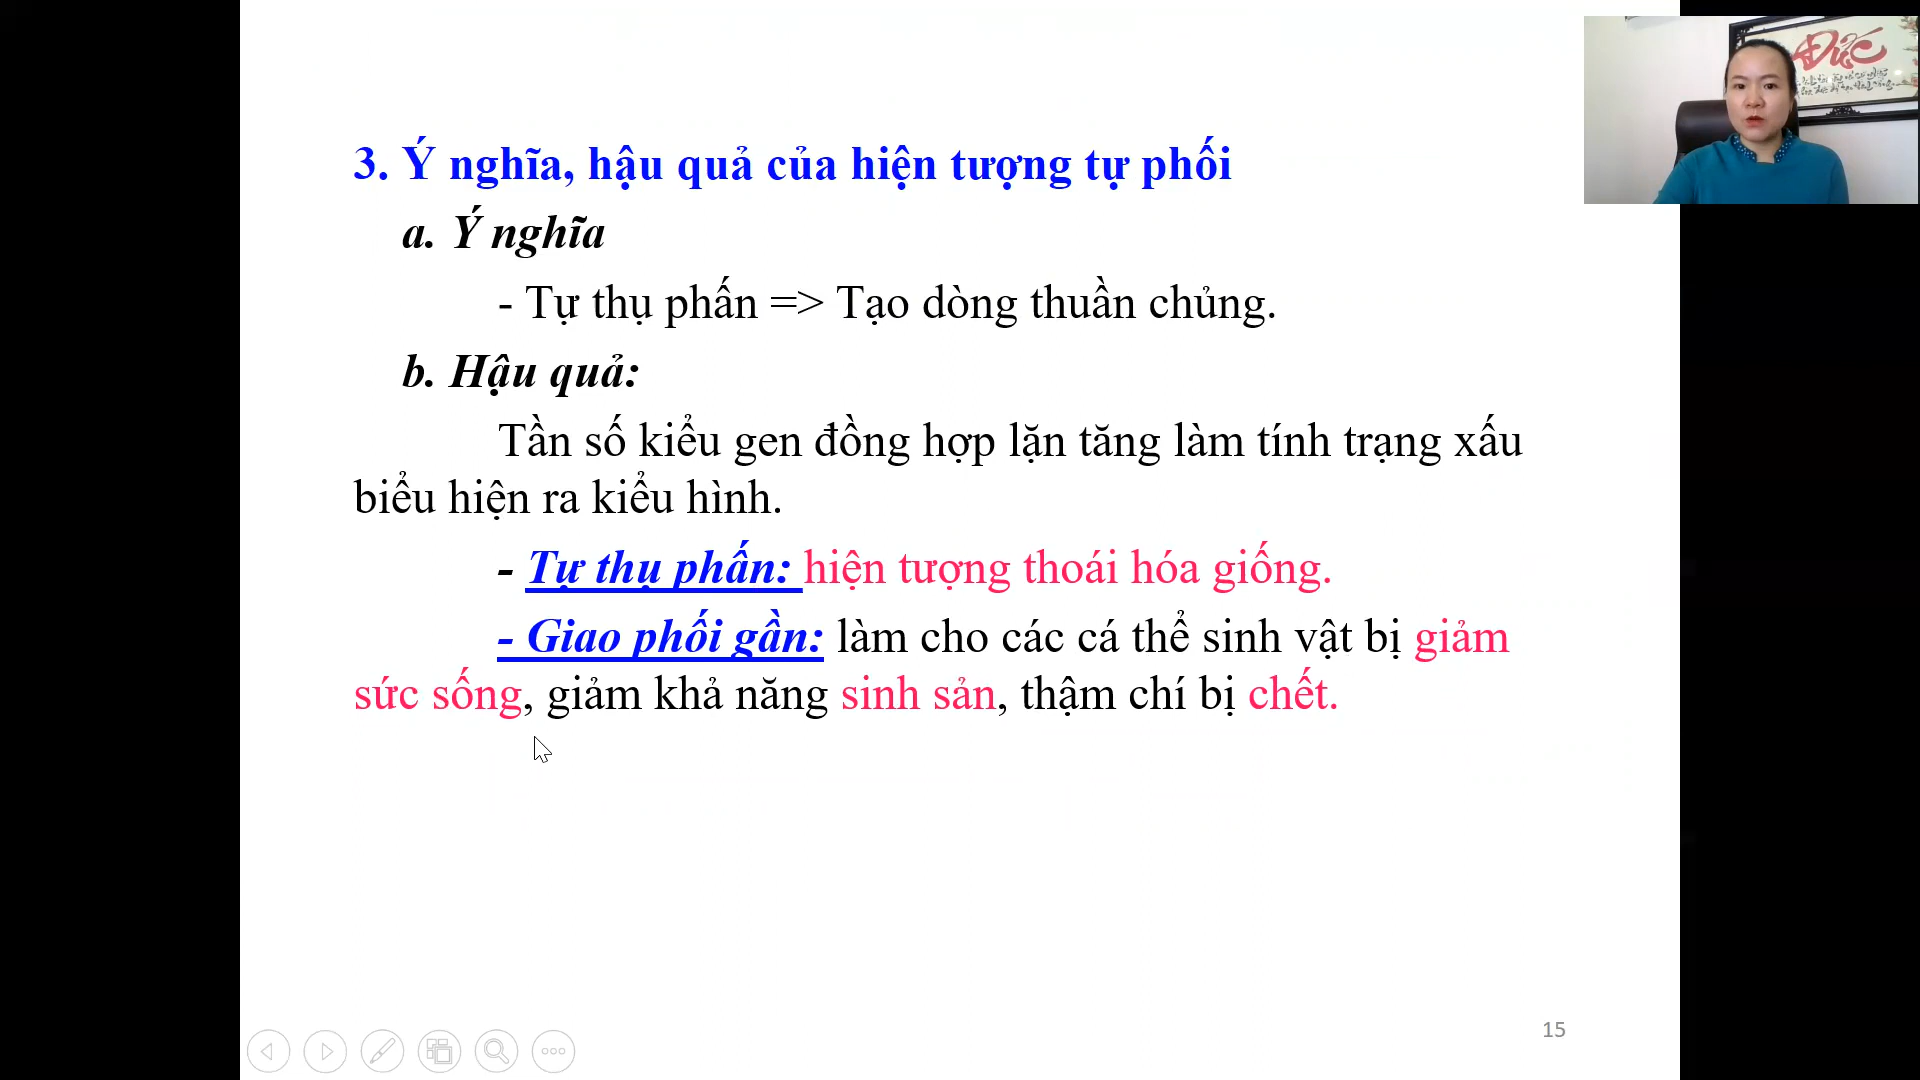 3. Ý nghĩa, hậu quả của hiện tượng tự phối
a. Ý nghĩa
- Tự thụ phấn => Tạo dòng thuần chủng.
b. Hậu quả:
Tần số kiểu gen đồng hợp lặn tăng làm tính trạng xấu
biểu hiện ra kiểu hình.
- Tự thụ phấn: hiện tượng thoái hóa giống.
- Giao phối gần: làm cho các cá thể sinh vật bị giảm
sức sống, giảm khả năng sinh sản, thậm chí bị chết.
15
Đức